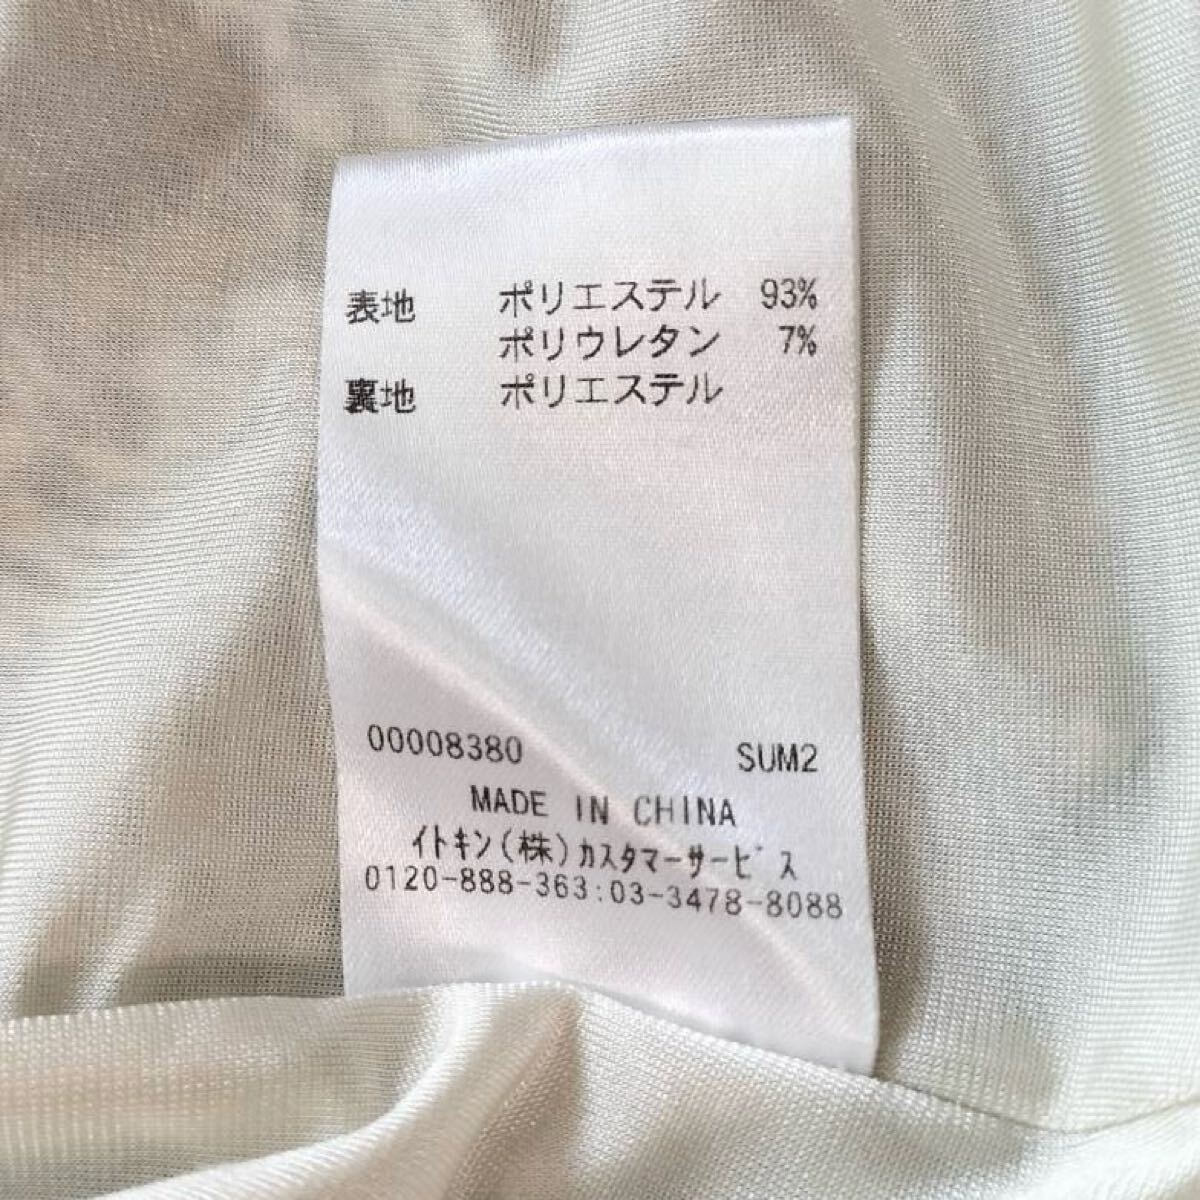 表地 ポリエステル 93%
ポリウレタン 7%
裏地 ポリエステル
00008380 SUM2
MADE IN CHINA
イトキン(株)カスタマーサービス
0120-888-363:03-3478-8088